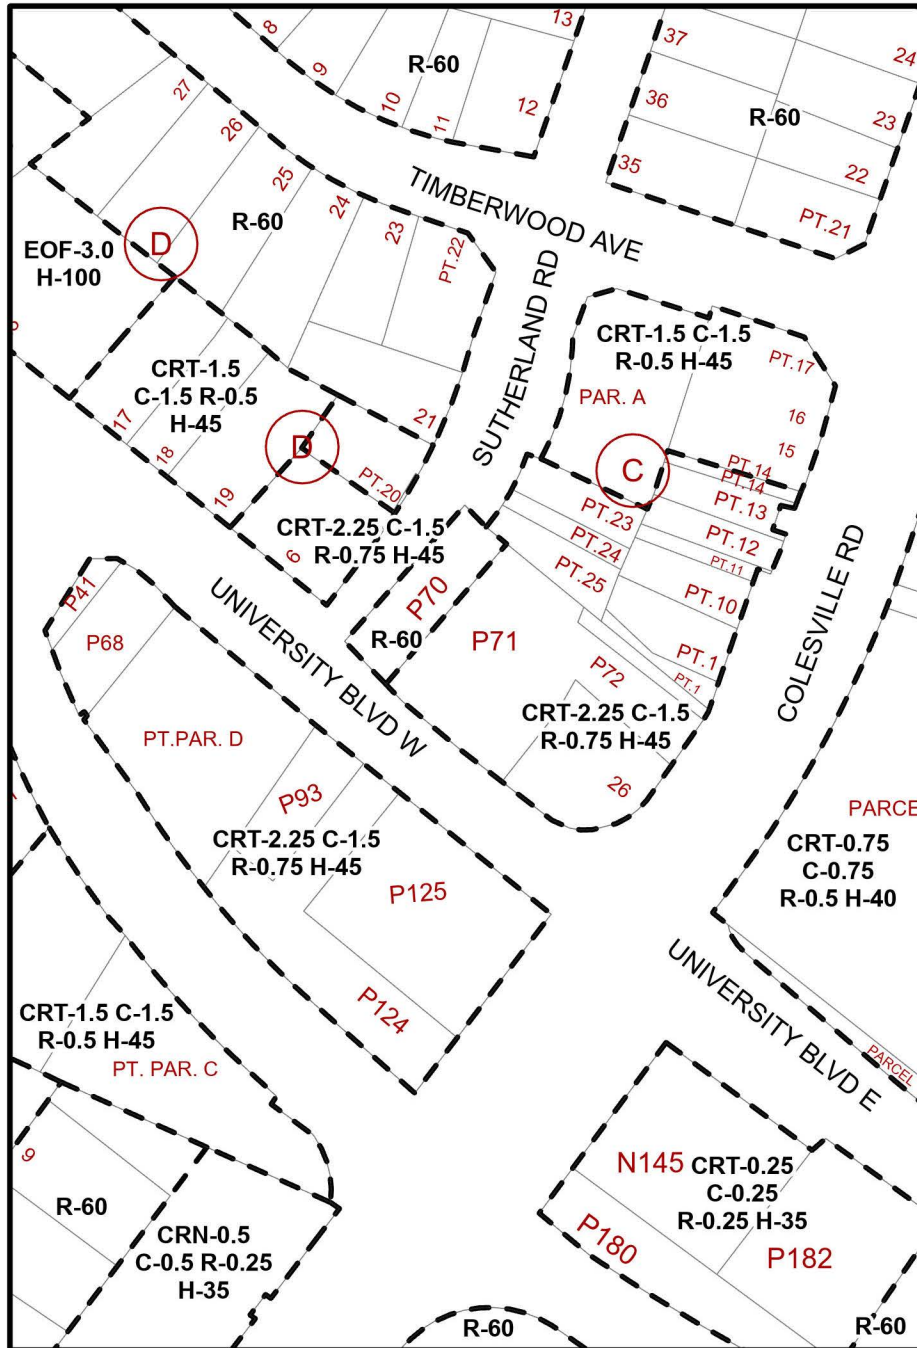 8
9
10
11
R-60
12
13
37
36
35
R-60
24
23
22
PT.21
27
26
25
24
23
PT.22
R-60
TIMBERWOOD AVE
SUTHERLAND RD
EOF-3.0
H-100
D
CRT-1.5
C-1.5 R-0.5
H-45
17
18
19
D
21
PT.20
CRT-2.25 C-1.5
R-0.75 H-45
6
CRT-1.5 C-1.5
R-0.5 H-45
PT.17
PAR. A
16
15
C
PT.14
PT.14
PT.13
PT.12
PT.11
PT.10
PT.1
PT.1
PT.23
PT.24
PT.25
P70
R-60
P71
P72
CRT-2.25 C-1.5
R-0.75 H-45
26
COLESVILLE RD
UNIVERSITY BLVD W
P41
P68
PT.PAR. D
P93
CRT-2.25 C-1.5
R-0.75 H-45
P125
P124
PARCE
CRT-0.75
C-0.75
R-0.5 H-40
UNIVERSITY BLVD E
PARCEL
CRT-1.5 C-1.5
R-0.5 H-45
PT. PAR. C
9
R-60
CRN-0.5
C-0.5 R-0.25
H-35
N145
CRT-0.25
C-0.25
R-0.25 H-35
P180
P182
R-60
R-60